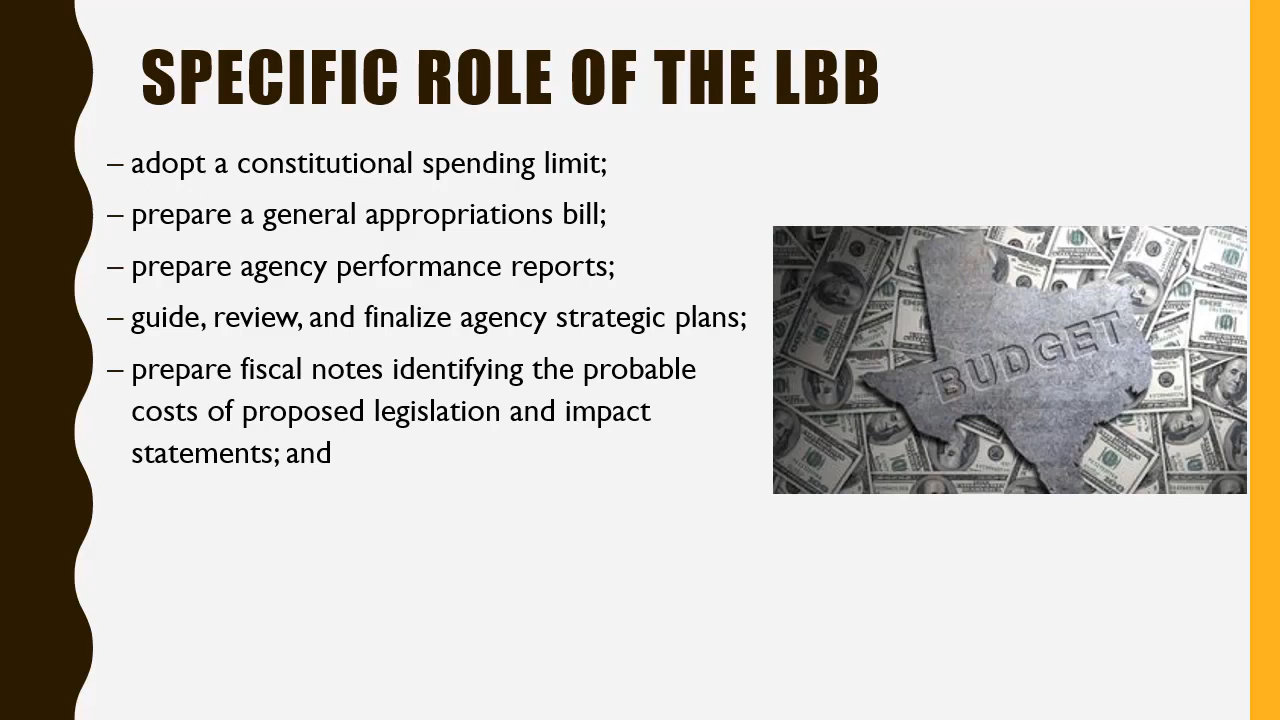 SPECIFIC ROLE OF THE LBB
– adopt a constitutional spending limit;
– prepare a general appropriations bill;
– prepare agency performance reports;
– guide, review, and finalize agency strategic plans;
– prepare fiscal notes identifying the probable
costs of proposed legislation and impact
statements; and
BUDGET